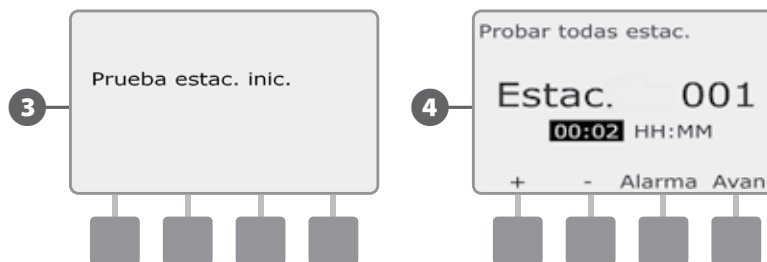 3
Prueba estac. inic.
4
Probar todas estac.
Estac. 001
00:02 HH:MM
+ - Alarma Avan